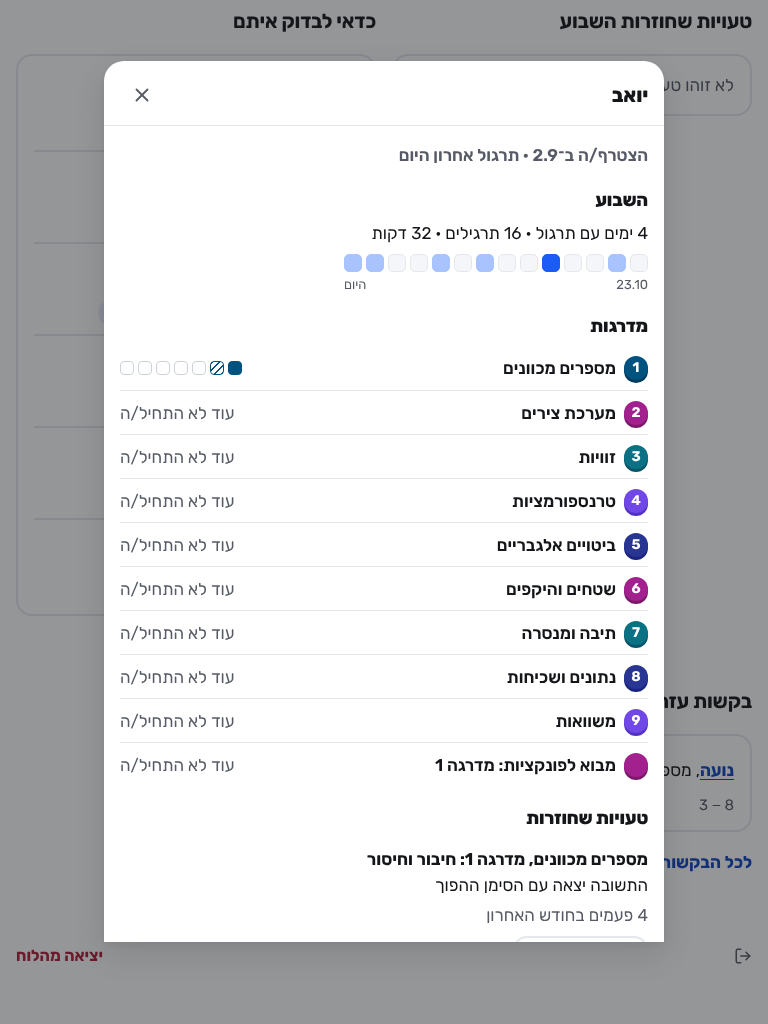 טעויות שחוזרות השבוע
כדאי לבדוק איתם
לא זוהו
יואב
הצטרף/ה ב־2.9 • תרגול אחרון היום
השבוע
4 ימים עם תרגול • 16 תרגילים • 32 דקות
23.10
היום
מדרגות
1 מספרים מכוונים
2 מערכת צירים עוד לא התחיל/ה
3 זוויות עוד לא התחיל/ה
4 טרנספורמציות עוד לא התחיל/ה
5 ביטויים אלגבריים עוד לא התחיל/ה
6 שטחים והיקפים עוד לא התחיל/ה
7 תיבה ומנסרה עוד לא התחיל/ה
8 נתונים ושכיחות עוד לא התחיל/ה
9 משוואות עוד לא התחיל/ה
מבוא לפונקציות: מדרגה 1 עוד לא התחיל/ה
טעויות שחוזרות
מספרים מכוונים, מדרגה 1: חיבור וחיסור
התשובה יצאה עם הסימן ההפוך
4 פעמים בחודש האחרון
בקשות
נועה,
3 – 8
לכל הבקשות
יציאה מהלוח